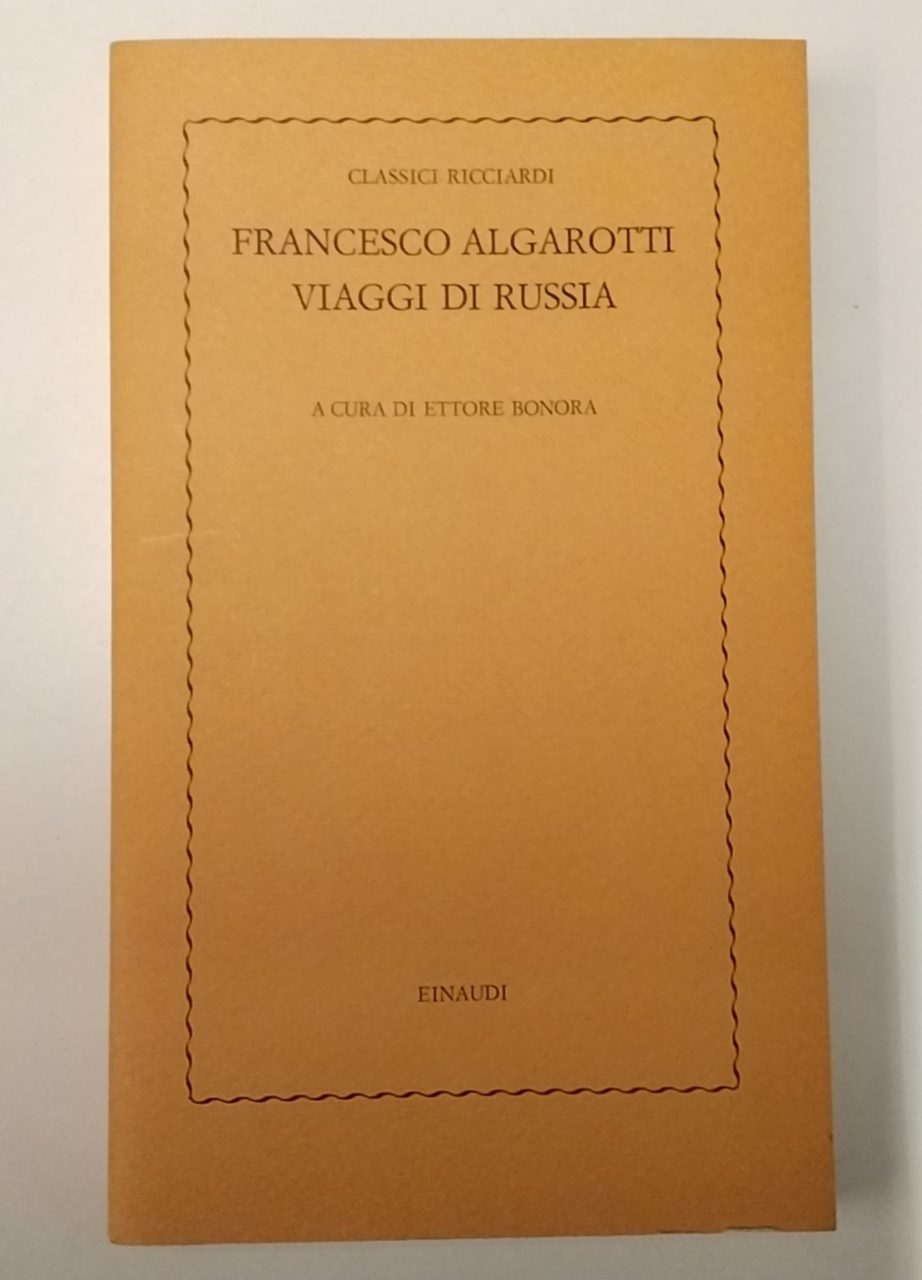 CLASSICI RICCIARDI
FRANCESCO ALGAROTTI
VIAGGI DI RUSSIA
A CURA DI ETTORE BONORA
EINAUDI